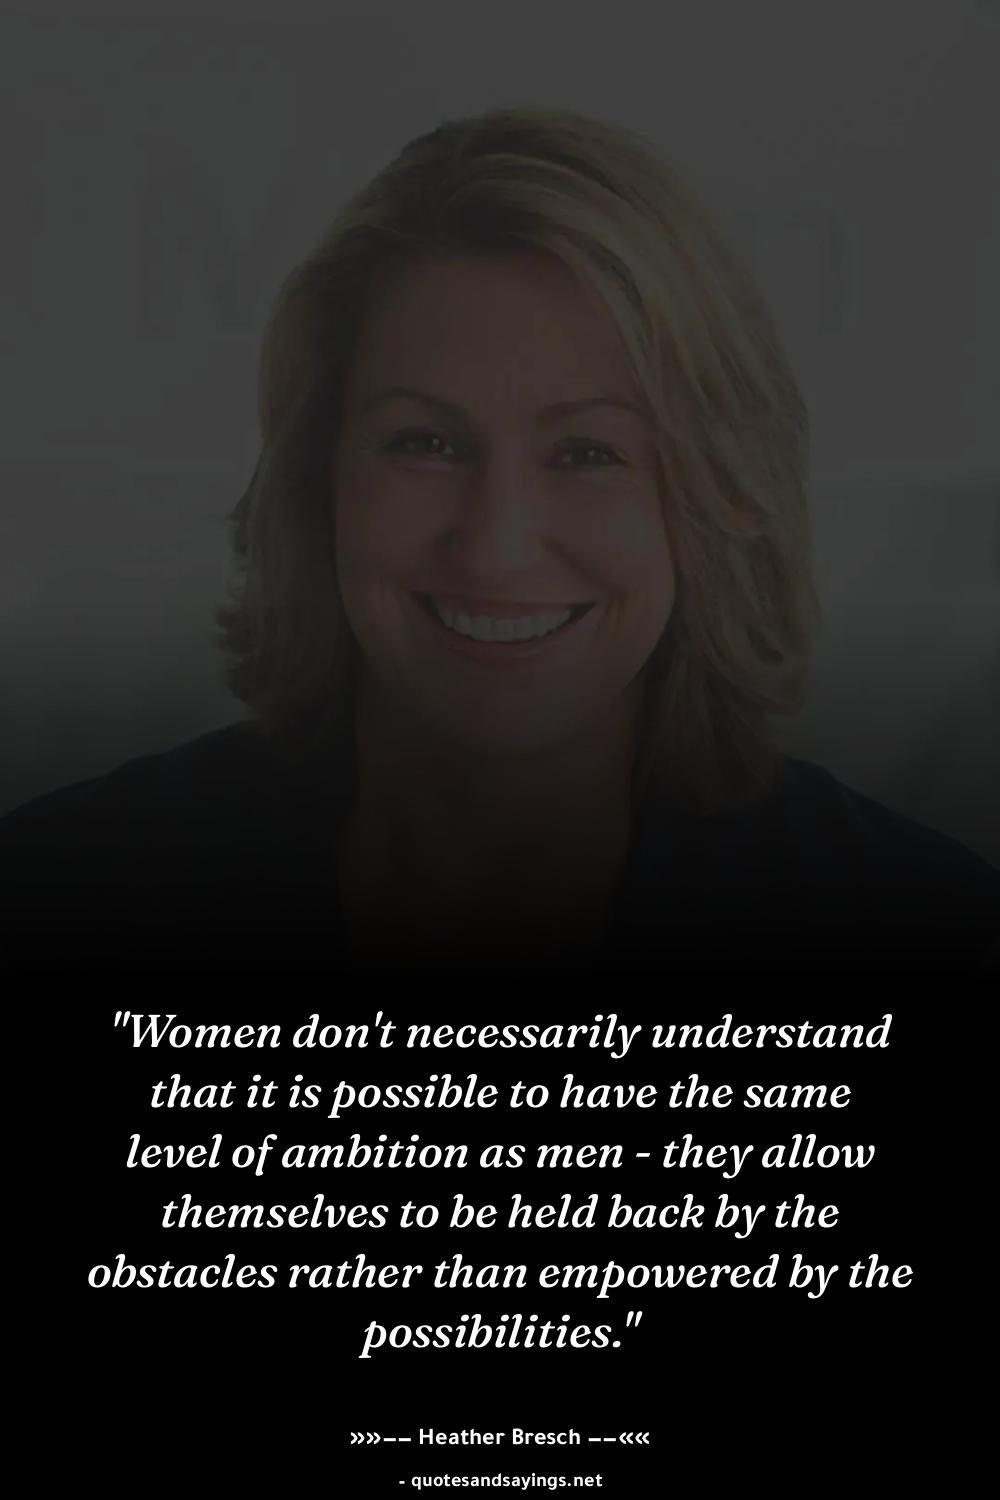 "Women don't necessarily understand
that it is possible to have the same
level of ambition as men - they allow
themselves to be held back by the
obstacles rather than empowered by the
possibilities."
»»−− Heather Bresch −−««
- quotesandsayings.net